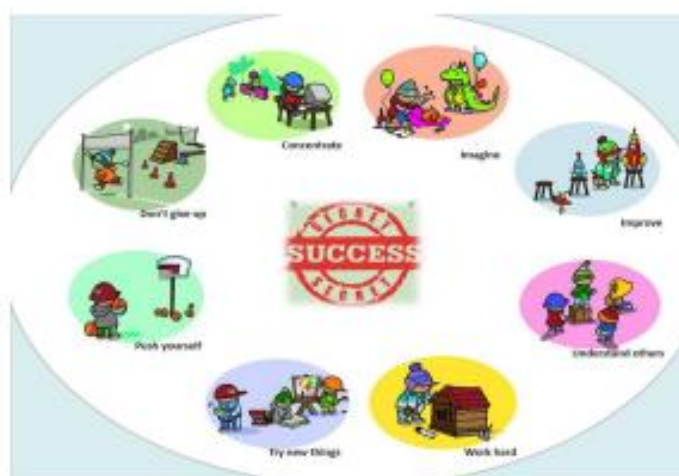 Concentrate
Imagine
Don't give up
Improve
SECRET
SUCCESS
SECRET
Push yourself
Understand others
Try new things
Work hard